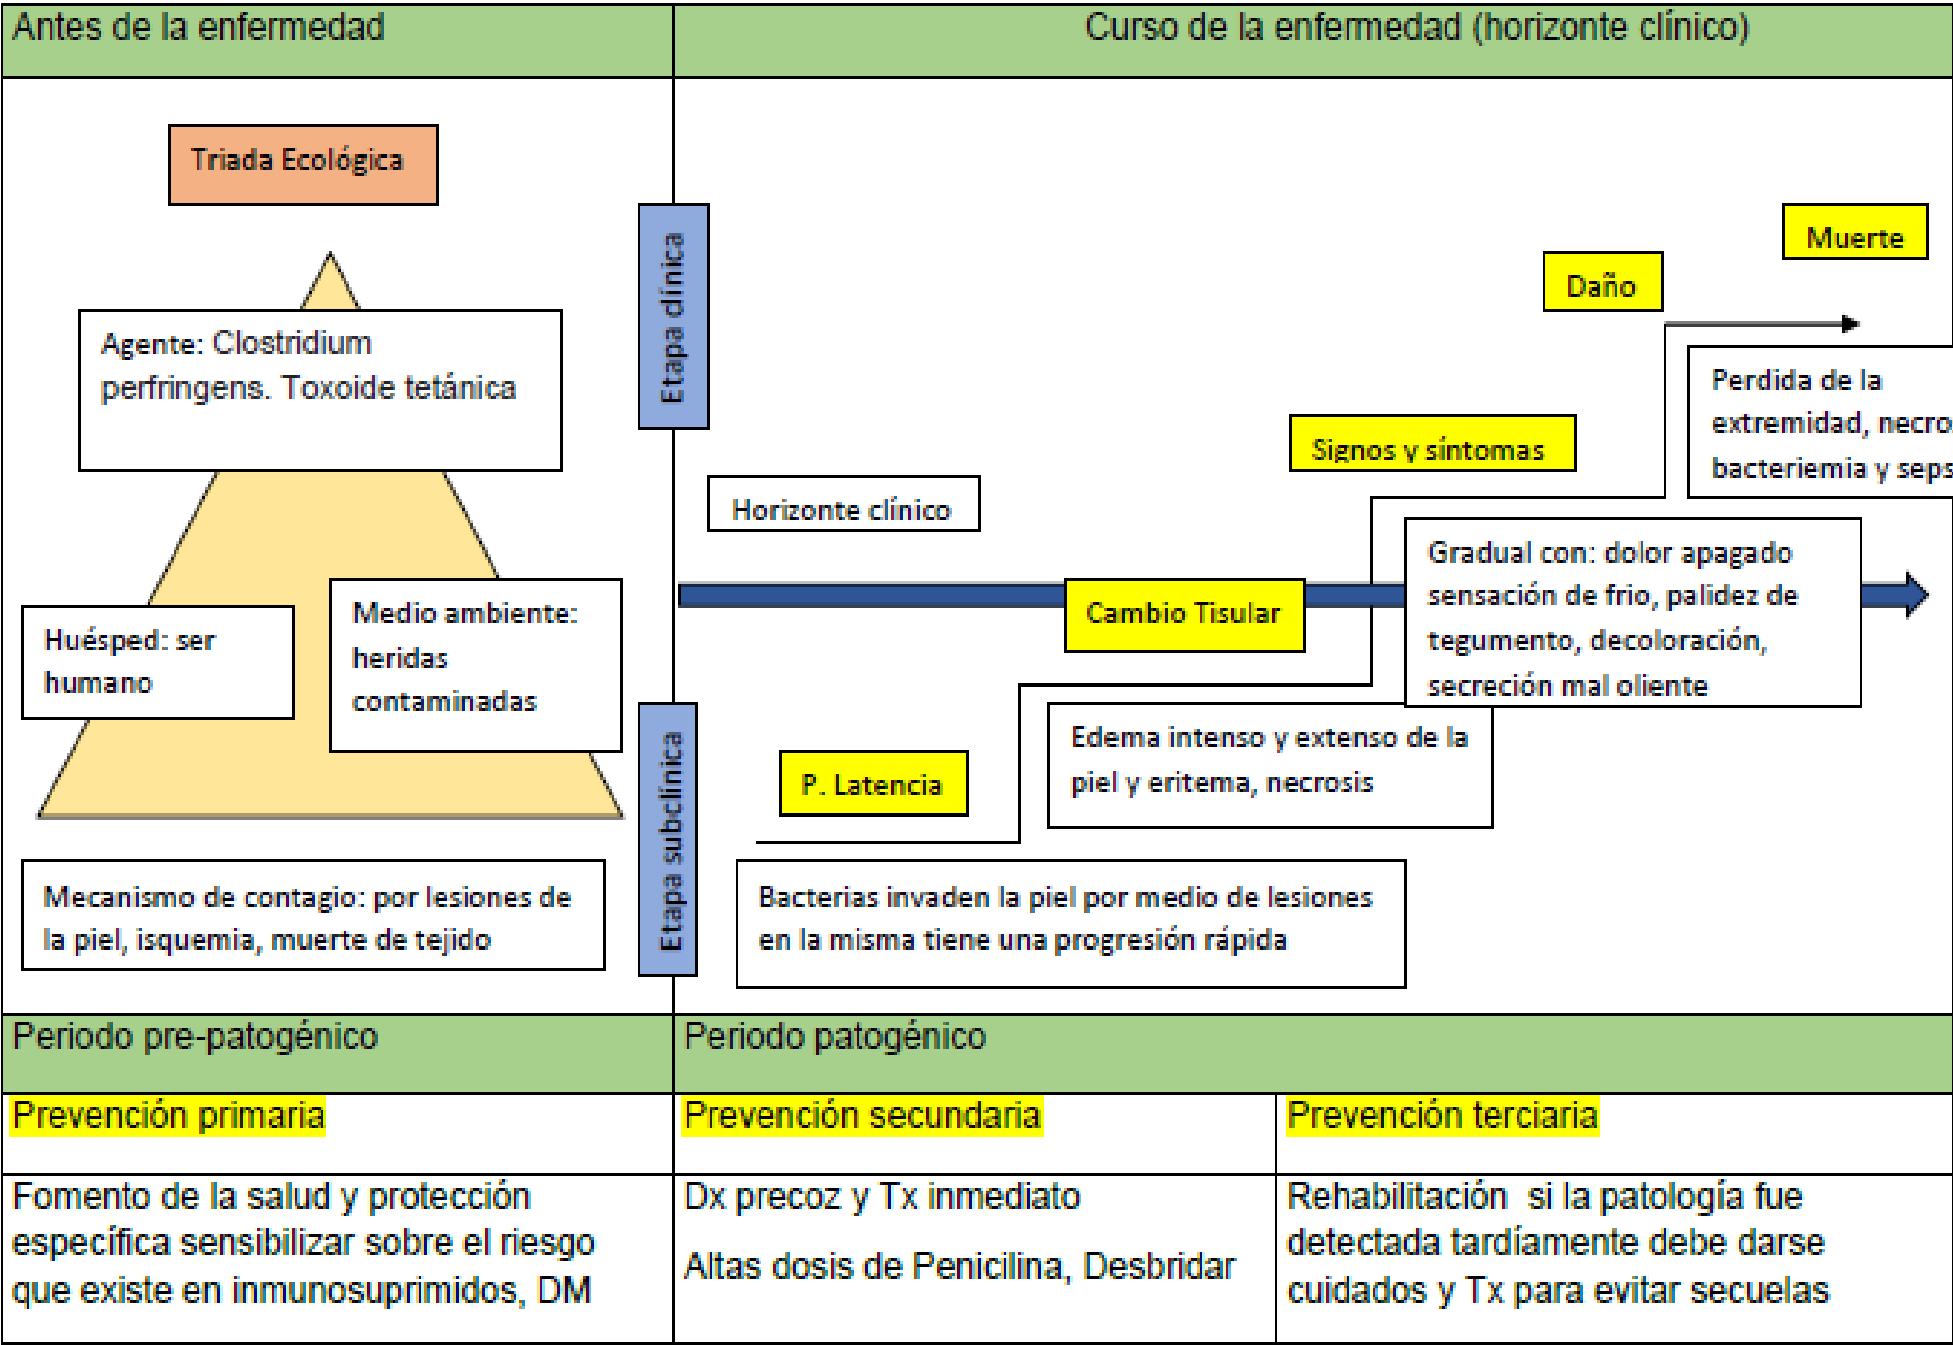 Antes de la enfermedad
Curso de la enfermedad (horizonte clínico)
Triada Ecológica
Agente: Clostridium
perfringens. Toxoide tetánica
Huésped: ser
humano
Medio ambiente:
heridas
contaminadas
Mecanismo de contagio: por lesiones de
la piel, isquemia, muerte de tejido
Etapa clínica
Etapa subclínica
Horizonte clínico
P. Latencia
Bacterias invaden la piel por medio de lesiones
en la misma tiene una progresión rápida
Cambio Tisular
Edema intenso y extenso de la
piel y eritema, necrosis
Signos y síntomas
Gradual con: dolor apagado
sensación de frio, palidez de
tegumento, decoloración,
secreción mal oliente
Daño
Muerte
Perdida de la
extremidad, necro
bacteriemia y seps
Periodo pre-patogénico
Periodo patogénico
Prevención primaria
Prevención secundaria
Prevención terciaria
Fomento de la salud y protección
específica sensibilizar sobre el riesgo
que existe en inmunosuprimidos, DM
Dx precoz y Tx inmediato
Altas dosis de Penicilina, Desbridar
Rehabilitación si la patología fue
detectada tardíamente debe darse
cuidados y Tx para evitar secuelas